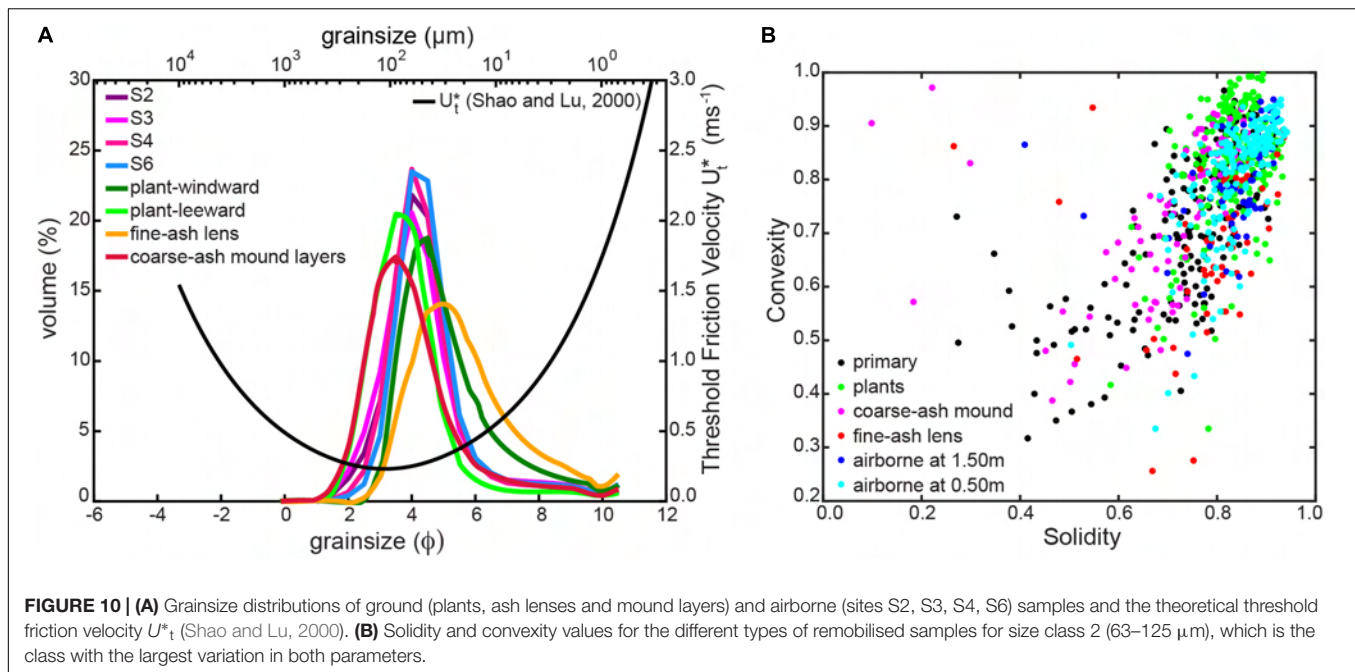 A
grainsize (μm)
10⁴ 10³ 10² 10¹ 10⁰
30
25
20
15
10
5
0
volume (%)
S2
S3
S4
S6
plant-windward
plant-leeward
fine-ash lens
coarse-ash mound layers
U*t (Shao and Lu, 2000)
3.0
2.5
2.0
1.5
1.0
0.5
0.0
Threshold Friction Velocity U*t (ms⁻¹)
-6 -4 -2 0 2 4 6 8 10 12
grainsize (ϕ)
B
1.0
0.9
0.8
0.7
0.6
0.5
0.4
0.3
0.2
Convexity
primary
plants
coarse-ash mound
fine-ash lens
airborne at 1.50m
airborne at 0.50m
0.0 0.2 0.4 0.6 0.8 1.0
Solidity
FIGURE 10 | (A) Grainsize distributions of ground (plants, ash lenses and mound layers) and airborne (sites S2, S3, S4, S6) samples and the theoretical threshold
friction velocity U*t (Shao and Lu, 2000). (B) Solidity and convexity values for the different types of remobilised samples for size class 2 (63–125 μm), which is the
class with the largest variation in both parameters.